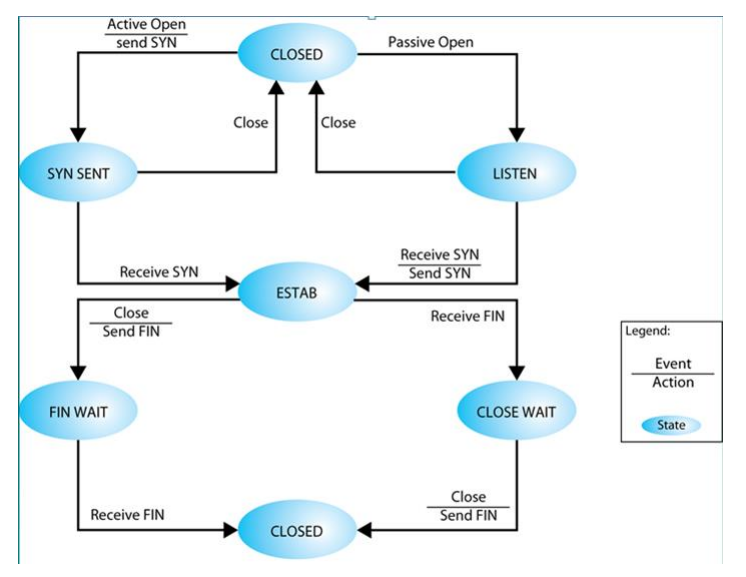 Active Open
send SYN
CLOSED
Passive Open
Close
Close
SYN SENT
LISTEN
Receive SYN
Receive SYN
Send SYN
ESTAB
Close
Send FIN
Receive FIN
Legend:
Event
Action
State
FIN WAIT
CLOSE WAIT
Receive FIN
Close
Send FIN
CLOSED